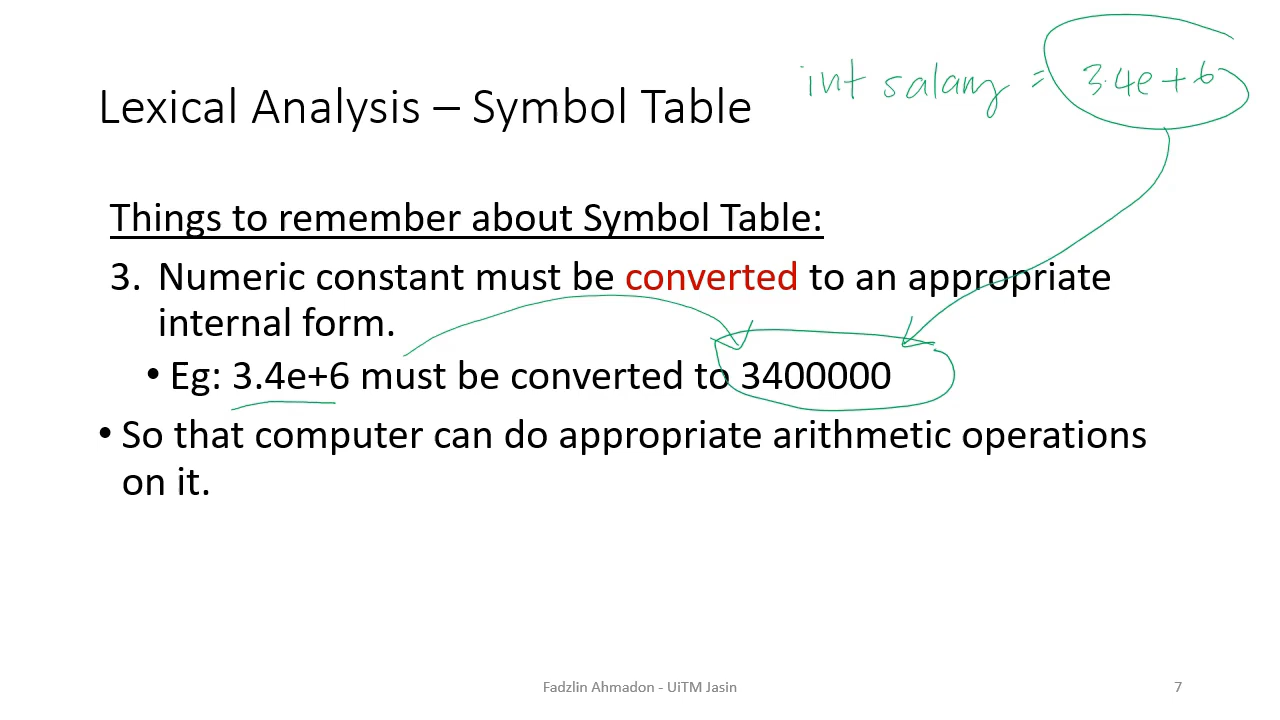 int salary = 3.4e+6
Lexical Analysis – Symbol Table
Things to remember about Symbol Table:
3. Numeric constant must be converted to an appropriate
internal form.
• Eg: 3.4e+6 must be converted to 3400000
• So that computer can do appropriate arithmetic operations
on it.
Fadzlin Ahmadon - UiTM Jasin
7